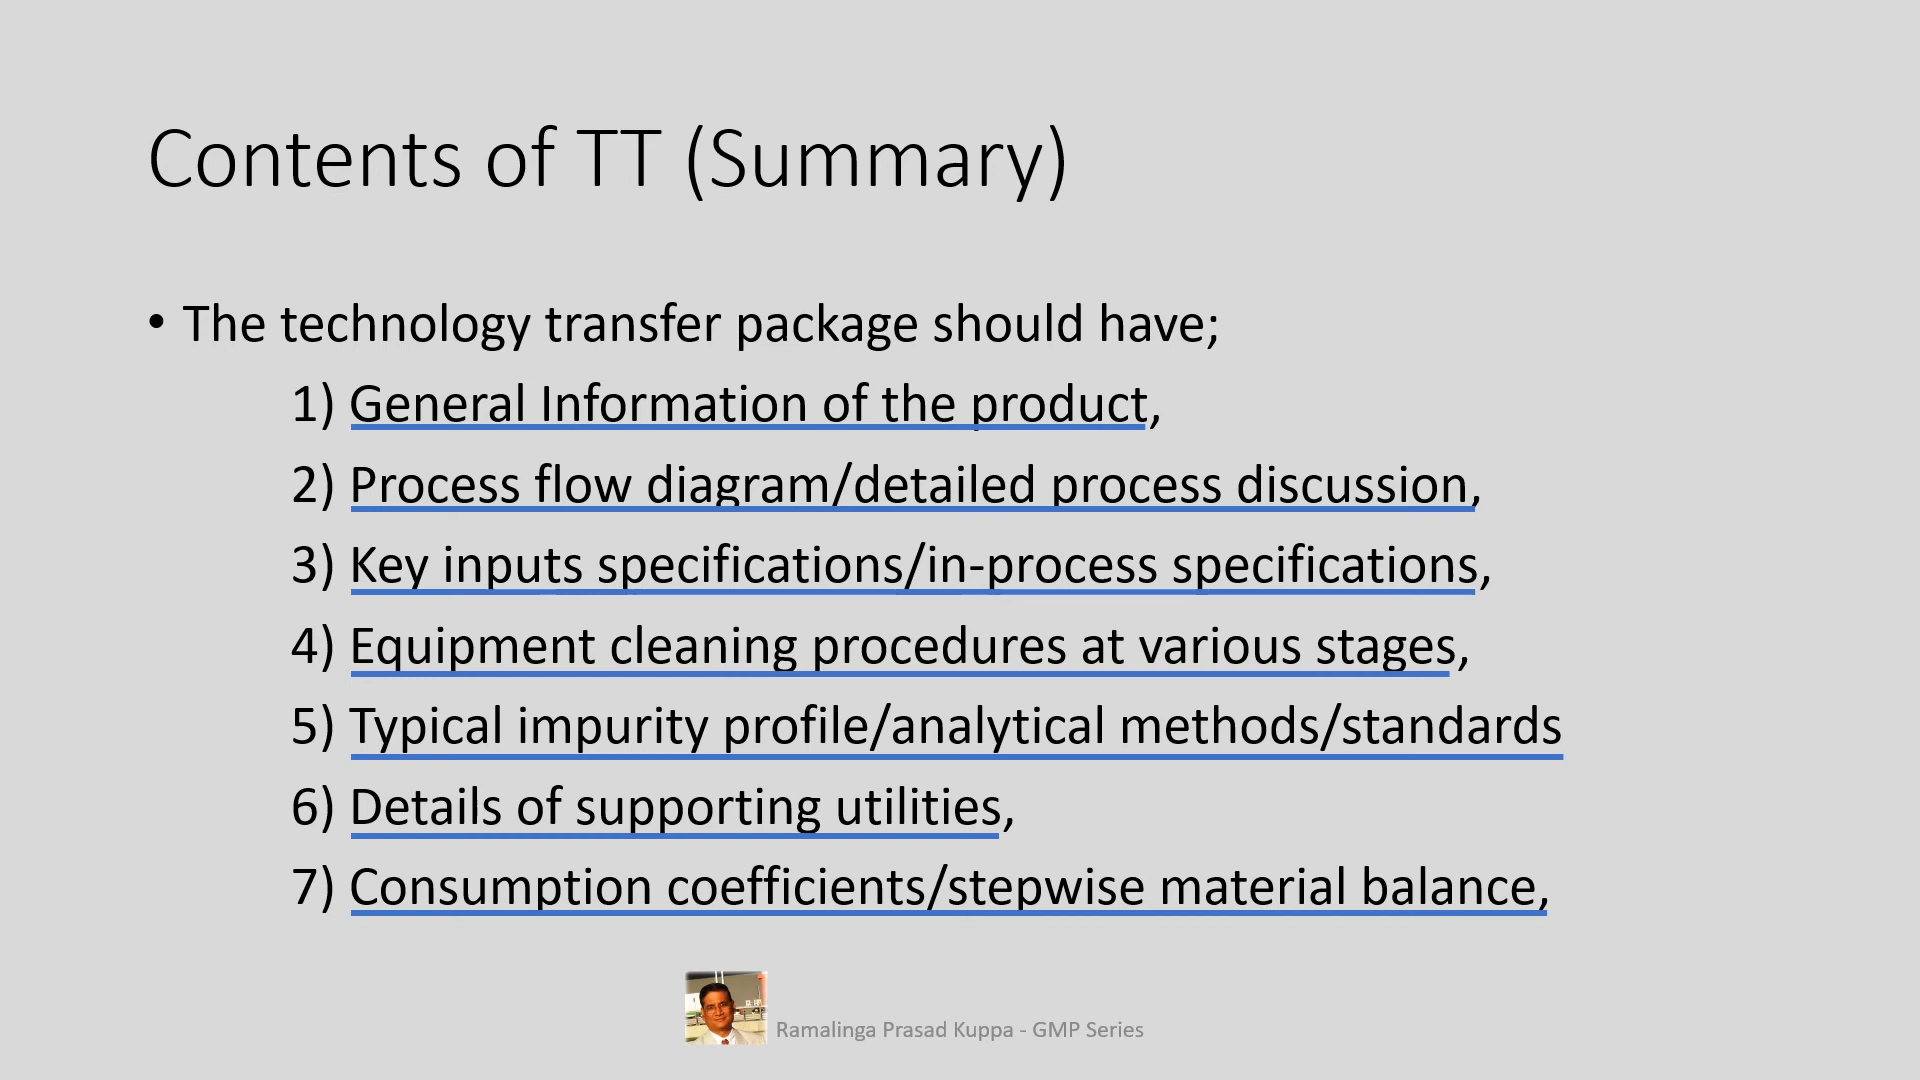 Contents of TT (Summary)
• The technology transfer package should have;
1) General Information of the product,
2) Process flow diagram/detailed process discussion,
3) Key inputs specifications/in-process specifications,
4) Equipment cleaning procedures at various stages,
5) Typical impurity profile/analytical methods/standards
6) Details of supporting utilities,
7) Consumption coefficients/stepwise material balance,
Ramalinga Prasad Kuppa - GMP Series